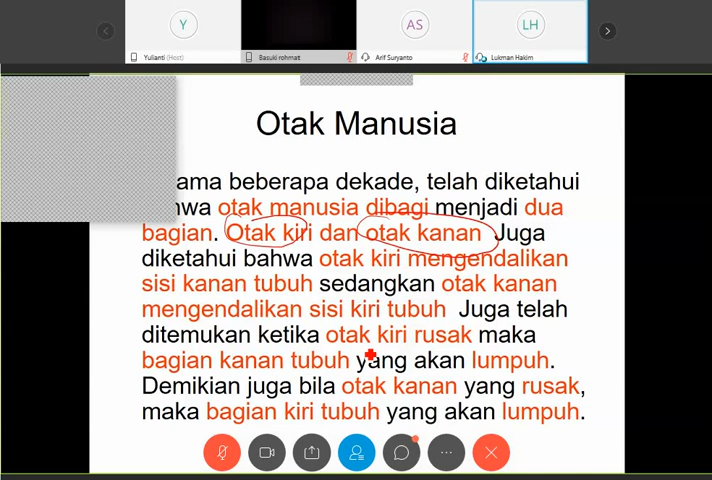 Y
AS
LH
Yulianti (Host)
Basuki rohmatt
Arif Suryanto
Lukman Hakim
Otak Manusia
ama beberapa dekade, telah diketahui
wa otak manusia dibagi menjadi dua
bagian. Otak kiri dan otak kanan Juga
diketahui bahwa otak kiri mengendalikan
sisi kanan tubuh sedangkan otak kanan
mengendalikan sisi kiri tubuh Juga telah
ditemukan ketika otak kiri rusak maka
bagian kanan tubuh yang akan lumpuh.
Demikian juga bila otak kanan yang rusak,
maka bagian kiri tubuh yang akan lumpuh.